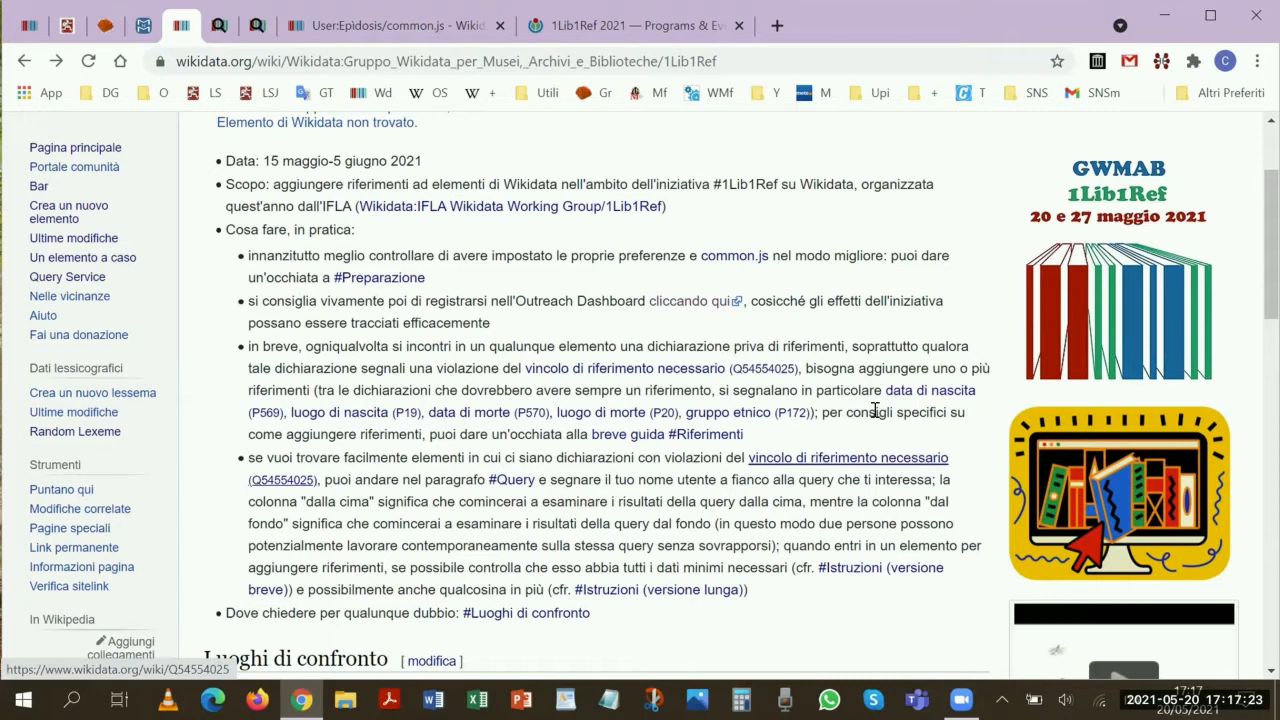 User:Epìdosis/common.js - Wikid
1Lib1Ref 2021 — Programs & Eve
wikidata.org/wiki/Wikidata:Gruppo_Wikidata_per_Musei,_Archivi_e_Biblioteche/1Lib1Ref
C
App DG O LS LSJ GT Wd OS + Utili Gr Mf WMf Y M Upi + T SNS SNSm Altri Preferiti
Elemento di Wikidata non trovato.
Pagina principale
Portale comunità
Bar
Crea un nuovo
elemento
Ultime modifiche
Un elemento a caso
Query Service
Nelle vicinanze
Aiuto
Fai una donazione
Dati lessicografici
Crea un nuovo lessema
Ultime modifiche
Random Lexeme
Strumenti
Puntano qui
Modifiche correlate
Pagine speciali
Link permanente
Informazioni pagina
Verifica sitelink
In Wikipedia
Aggiungi
collegamenti
• Data: 15 maggio-5 giugno 2021
• Scopo: aggiungere riferimenti ad elementi di Wikidata nell'ambito dell'iniziativa #1Lib1Ref su Wikidata, organizzata
quest'anno dall'IFLA (Wikidata:IFLA Wikidata Working Group/1Lib1Ref)
• Cosa fare, in pratica:
• innanzitutto meglio controllare di avere impostato le proprie preferenze e common.js nel modo migliore: puoi dare
un'occhiata a #Preparazione
• si consiglia vivamente poi di registrarsi nell'Outreach Dashboard cliccando qui, cosicché gli effetti dell'iniziativa
possano essere tracciati efficacemente
• in breve, ogniqualvolta si incontri in un qualunque elemento una dichiarazione priva di riferimenti, soprattutto qualora
tale dichiarazione segnali una violazione del vincolo di riferimento necessario (Q54554025), bisogna aggiungere uno o più
riferimenti (tra le dichiarazioni che dovrebbero avere sempre un riferimento, si segnalano in particolare data di nascita
(P569), luogo di nascita (P19), data di morte (P570), luogo di morte (P20), gruppo etnico (P172)); per consigli specifici su
come aggiungere riferimenti, puoi dare un'occhiata alla breve guida #Riferimenti
• se vuoi trovare facilmente elementi in cui ci siano dichiarazioni con violazioni del vincolo di riferimento necessario
(Q54554025), puoi andare nel paragrafo #Query e segnare il tuo nome utente a fianco alla query che ti interessa; la
colonna "dalla cima" significa che comincerai a esaminare i risultati della query dalla cima, mentre la colonna "dal
fondo" significa che comincerai a esaminare i risultati della query dal fondo (in questo modo due persone possono
potenzialmente lavorare contemporaneamente sulla stessa query senza sovrapporsi); quando entri in un elemento per
aggiungere riferimenti, se possibile controlla che esso abbia tutti i dati minimi necessari (cfr. #Istruzioni (versione
breve)) e possibilmente anche qualcosina in più (cfr. #Istruzioni (versione lunga))
• Dove chiedere per qualunque dubbio: #Luoghi di confronto
Luoghi di confronto [ modifica ]
GWMAB
1Lib1Ref
20 e 27 maggio 2021
https://www.wikidata.org/wiki/Q54554025
17:17
2021-05-20 17:17:23
20/05/2021